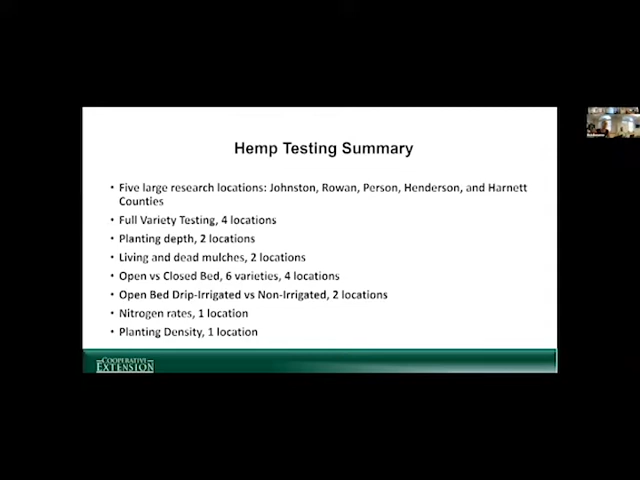 Hemp Testing Summary
• Five large research locations: Johnston, Rowan, Person, Henderson, and Harnett
Counties
• Full Variety Testing, 4 locations
• Planting depth, 2 locations
• Living and dead mulches, 2 locations
• Open vs Closed Bed, 6 varieties, 4 locations
• Open Bed Drip-Irrigated vs Non-Irrigated, 2 locations
• Nitrogen rates, 1 location
• Planting Density, 1 location
COOPERATIVE
EXTENSION